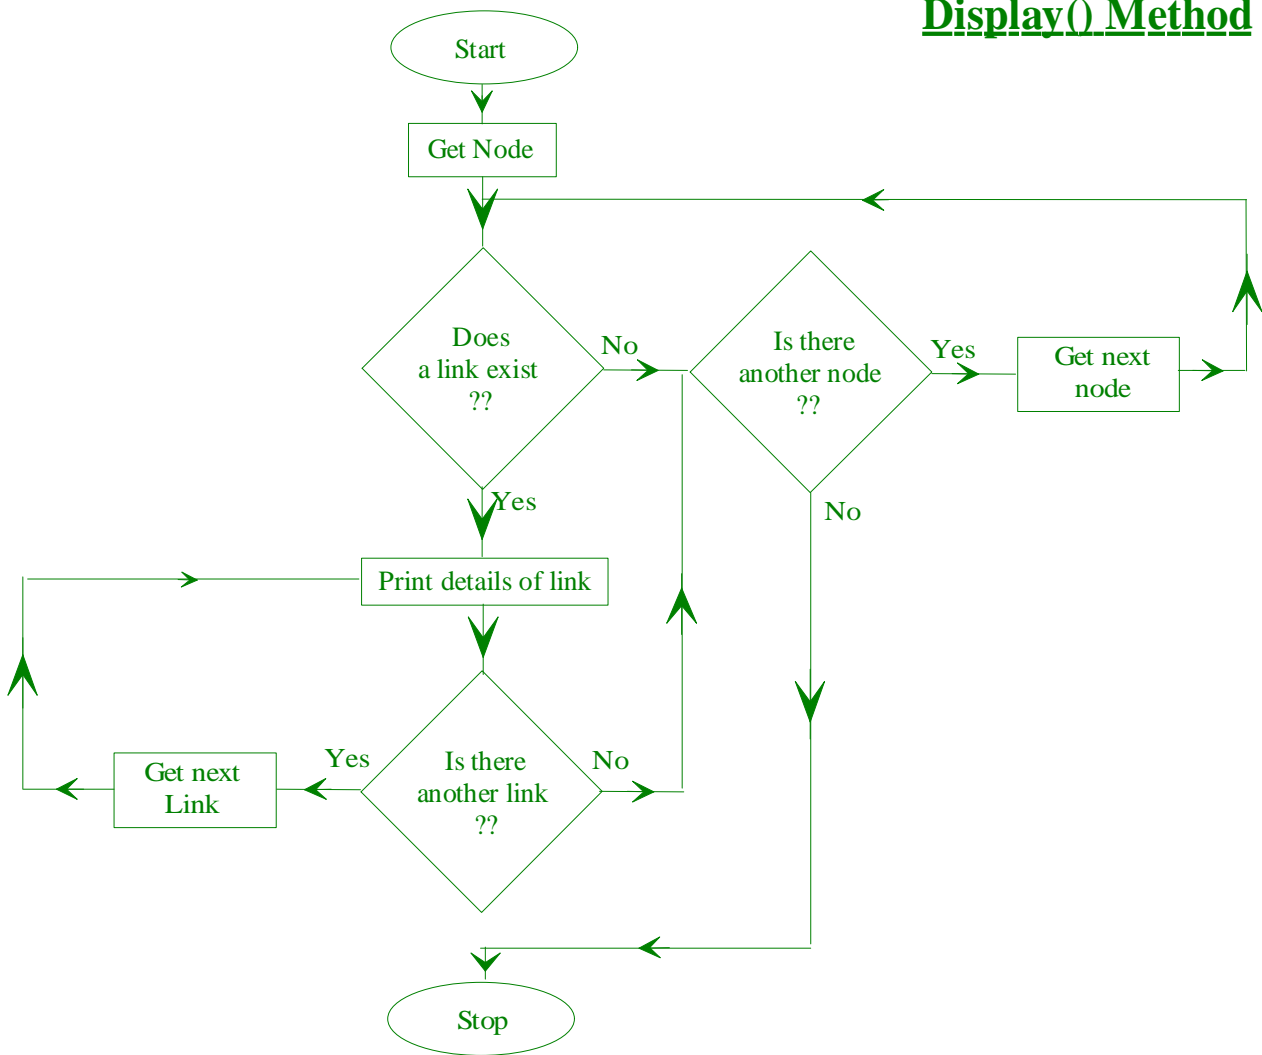 Display() Method
Start
Get Node
Does
a link exist
??
No
Is there
another node
??
Yes
Get next
node
Yes
No
Print details of link
Is there
another link
??
Yes
No
Get next
Link
Stop